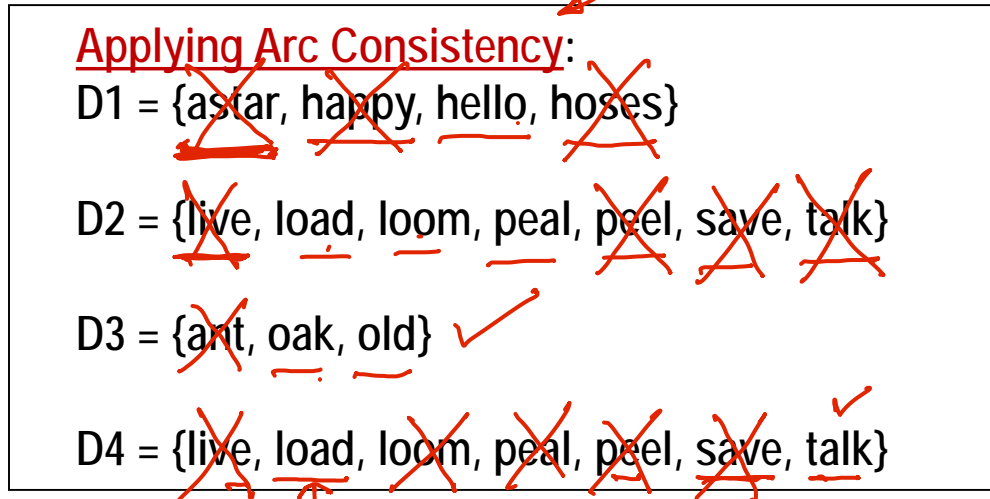 Applying Arc Consistency:
D1 = {astar, happy, hello, hoses}
D2 = {live, load, loom, peal, peel, save, talk}
D3 = {ant, oak, old}
D4 = {live, load, loom, peal, peel, save, talk}